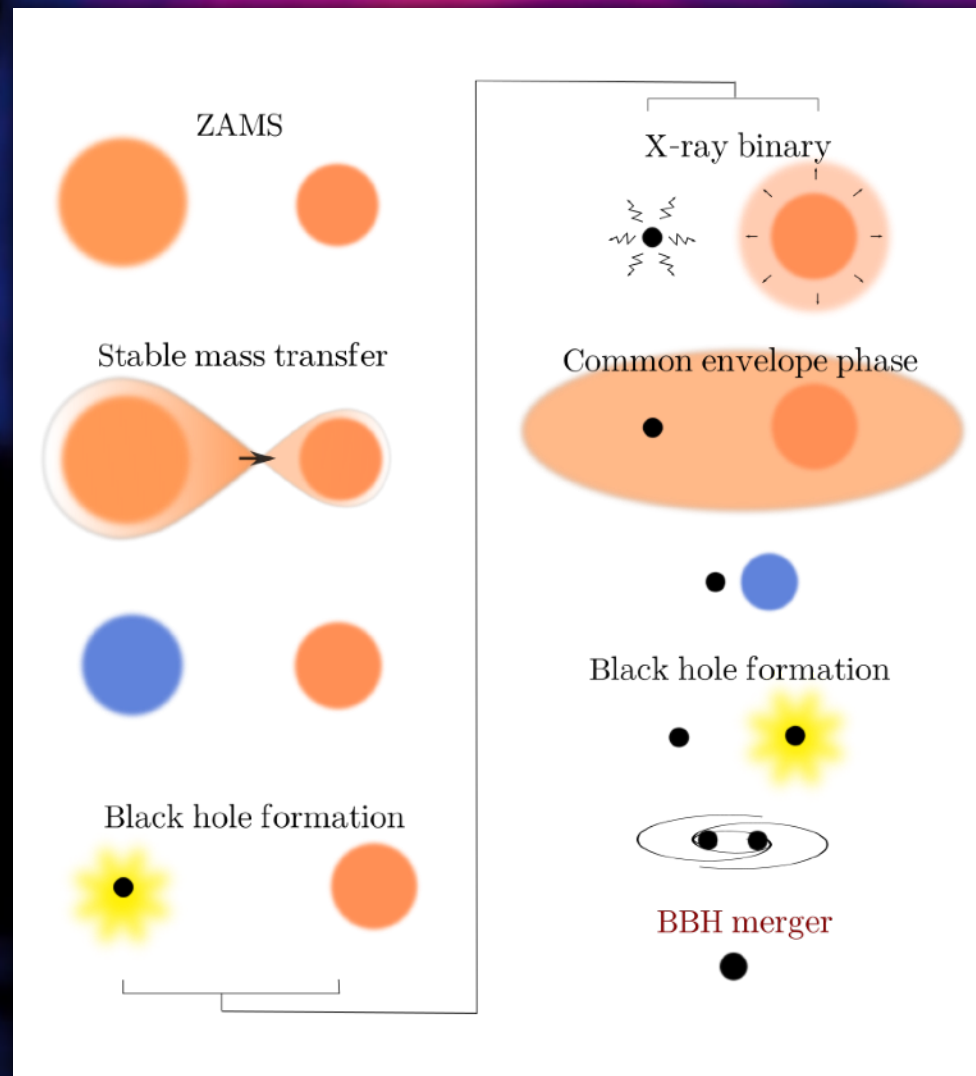 ZAMS
Stable mass transfer
Black hole formation
X-ray binary
Common envelope phase
Black hole formation
BBH merger